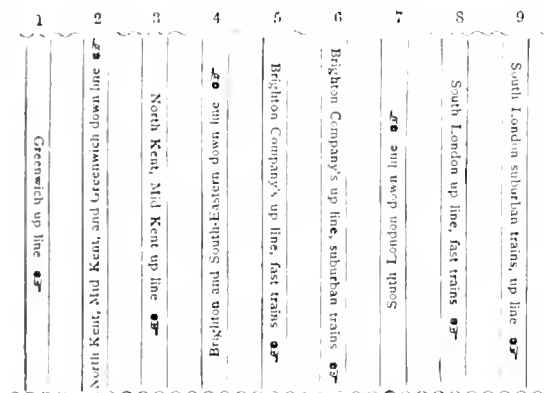 1 2 3 4 5 6 7 8 9
Greenwich up line
North Kent, Mid Kent, and Greenwich down line
North Kent, Mid Kent up line
Brighton and South-Eastern down line
Brighton Company's up line, fast trains
Brighton Company's up line, suburban trains
South London down line
South London up line, fast trains
South London suburban trains, up line